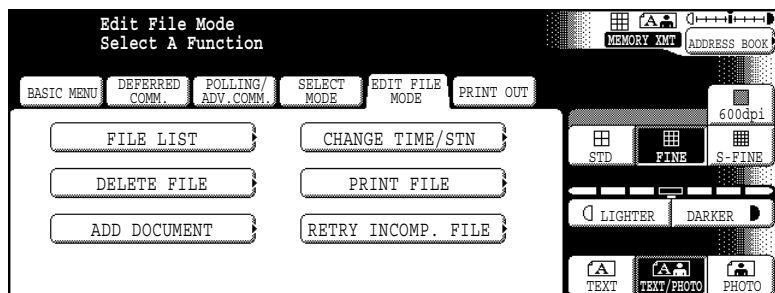 Edit File Mode
Select A Function
MEMORY XMT
ADDRESS BOOK
BASIC MENU
DEFERRED COMM.
POLLING/ ADV.COMM.
SELECT MODE
EDIT FILE MODE
PRINT OUT
600dpi
FILE LIST
CHANGE TIME/STN
DELETE FILE
PRINT FILE
ADD DOCUMENT
RETRY INCOMP. FILE
STD
FINE
S-FINE
LIGHTER
DARKER
A
TEXT
A
TEXT/PHOTO
PHOTO